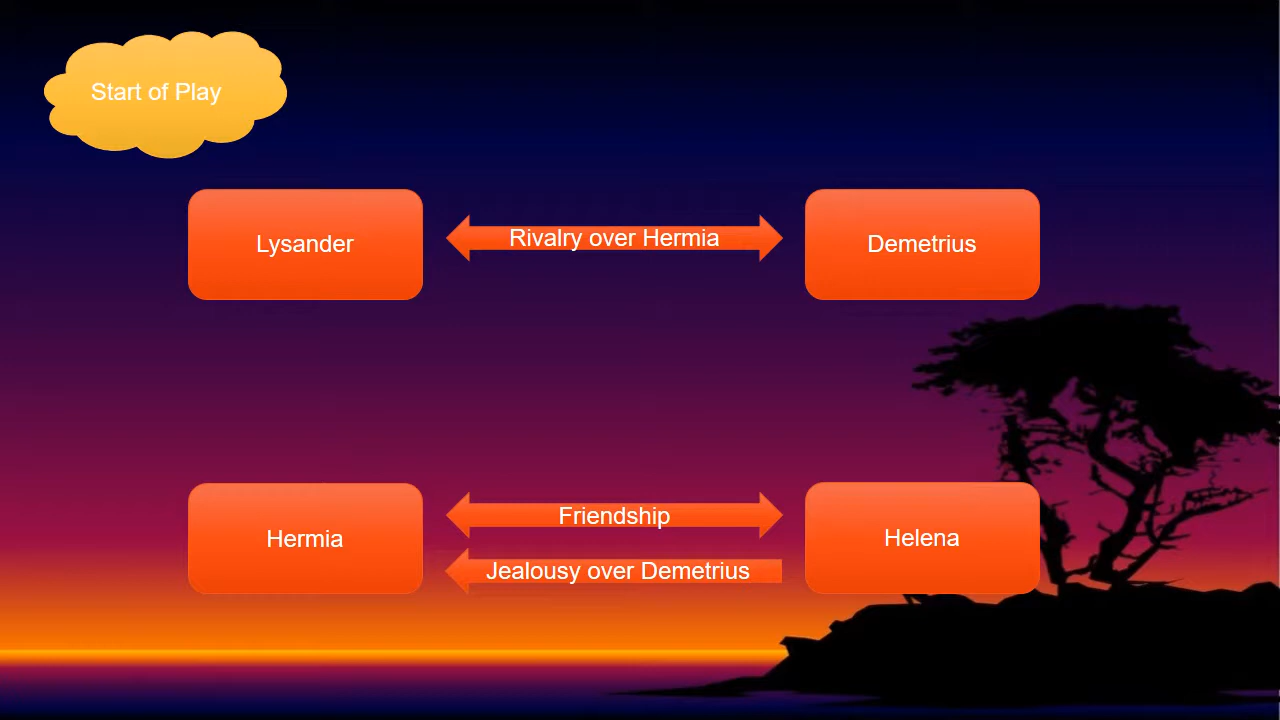 Start of Play
Lysander
Rivalry over Hermia
Demetrius
Hermia
Friendship
Jealousy over Demetrius
Helena